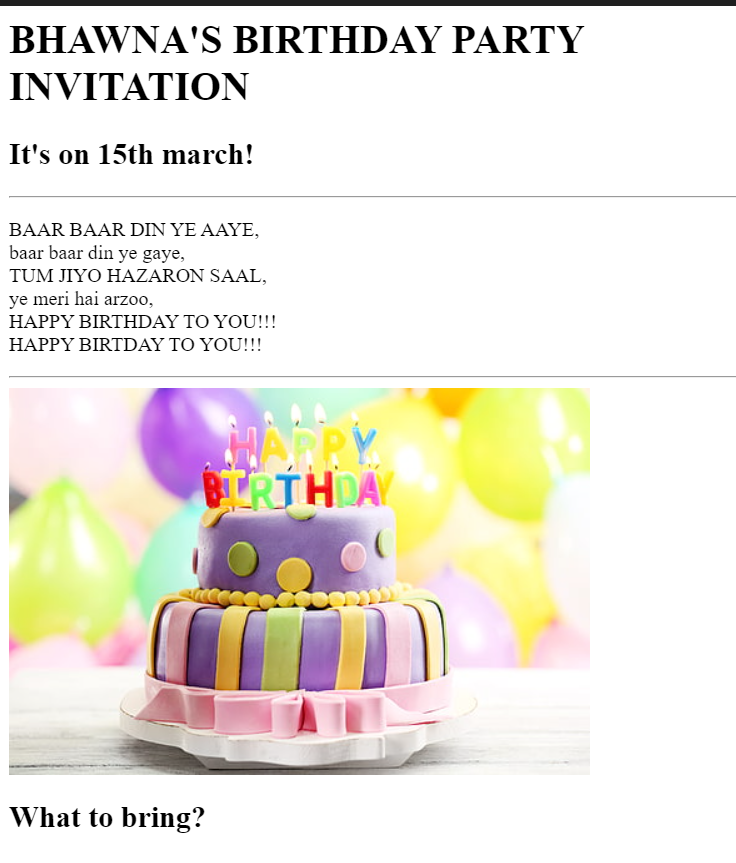 BHAWNA'S BIRTHDAY PARTY
INVITATION
It's on 15th march!
BAAR BAAR DIN YE AAYE,
baar baar din ye gaye,
TUM JIYO HAZARON SAAL,
ye meri hai arzoo,
HAPPY BIRTHDAY TO YOU!!!
HAPPY BIRTDAY TO YOU!!!
HAPPY
BIRTHDAY
What to bring?